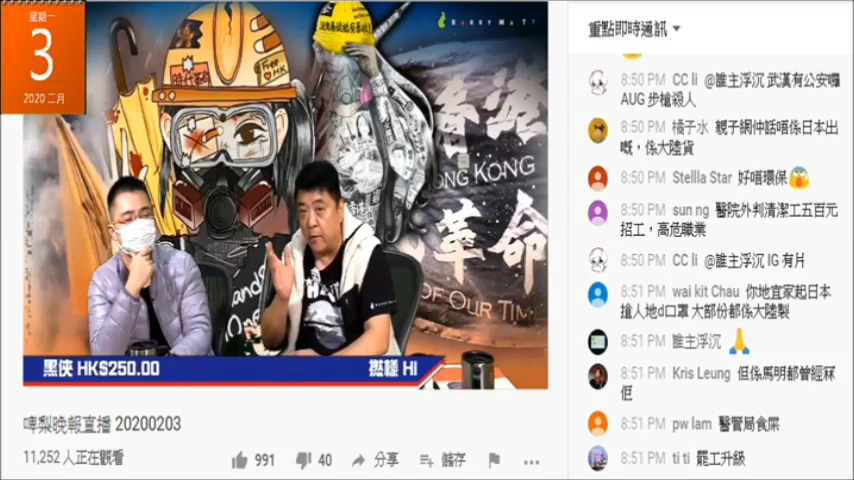 星期一
3
2020 二月
BARRY MA
時代革命
Free
HK
香港
HONG KONG
革命
OF OUR TIM
黑俠 HK$250.00
撚樣 HI
啤梨晚報直播 20200203
11,252 人正在觀看
991
40
分享
儲存
重點即時通訊
8:50 PM CC li @誰主浮沉 武漢有公安囉
AUG 步槍殺人
8:50 PM 橘子水 親子網仲話唔係日本出
嘅，係大陸貨
8:50 PM Stellla Star 好唔環保😱
8:50 PM sun ng 醫院外判清潔工五百元
招工，高危職業
8:50 PM CC li @誰主浮沉 IG 有片
8:51 PM wai kit Chau 你地宜家起日本
搶人地d口罩 大部份都係大陸製
8:51 PM 誰主浮沉 🙏
8:51 PM Kris Leung 但係馬明都曾經冧
佢
8:51 PM pw lam 醫管局食屎
8:51 PM ti ti 罷工升級